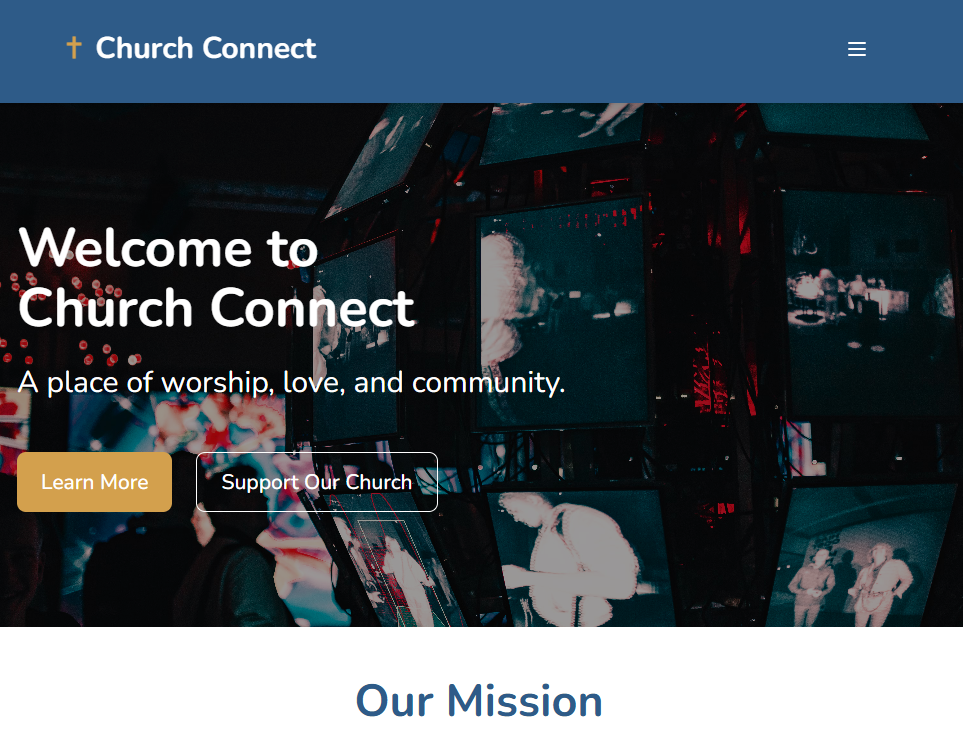 ✝ Church Connect
Welcome to
Church Connect
A place of worship, love, and community.
Learn More
Support Our Church
Our Mission